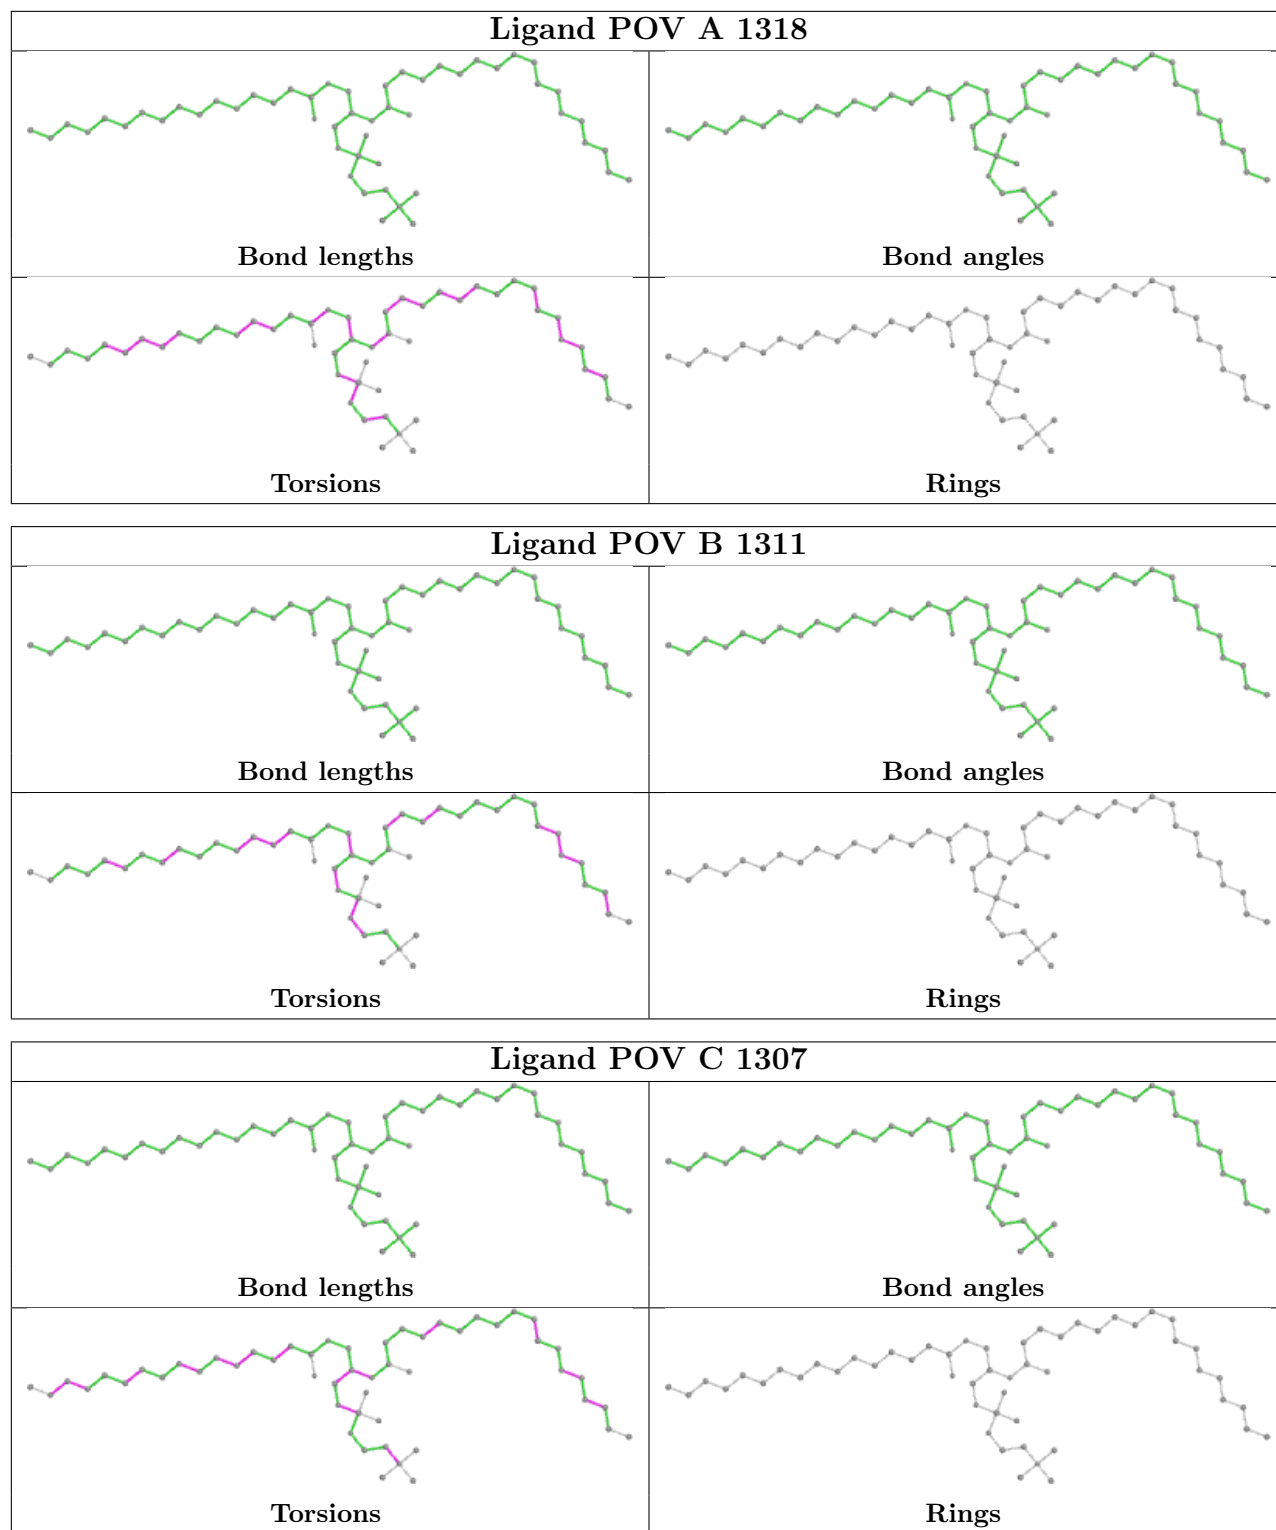 Ligand POV A 1318
Bond lengths
Bond angles
Torsions
Rings
Ligand POV B 1311
Bond lengths
Bond angles
Torsions
Rings
Ligand POV C 1307
Bond lengths
Bond angles
Torsions
Rings